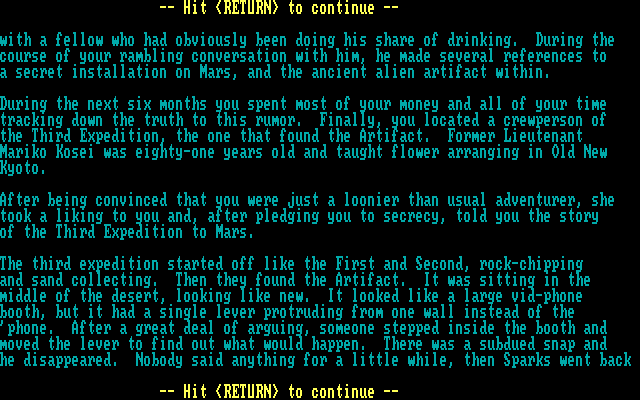 -- Hit <RETURN> to continue --
with a fellow who had obviously been doing his share of drinking.  During the
course of your rambling conversation with him, he made several references to
a secret installation on Mars, and the ancient alien artifact within.
During the next six months you spent most of your money and all of your time
tracking down the truth to this rumor.  Finally, you located a crewperson of
the Third Expedition, the one that found the Artifact.  Former Lieutenant
Mariko Kosei was eighty-one years old and taught flower arranging in Old New
Kyoto.
After being convinced that you were just a loonier than usual adventurer, she
took a liking to you and, after pledging you to secrecy, told you the story
of the Third Expedition to Mars.
The third expedition started off like the First and Second, rock-chipping
and sand collecting.  Then they found the Artifact.  It was sitting in the
middle of the desert, looking like new.  It looked like a large vid-phone
booth, but it had a single lever protruding from one wall instead of the
'phone.  After a great deal of arguing, someone stepped inside the booth and
moved the lever to find out what would happen.  There was a subdued snap and
he disappeared.  Nobody said anything for a little while, then Sparks went back
-- Hit <RETURN> to continue --